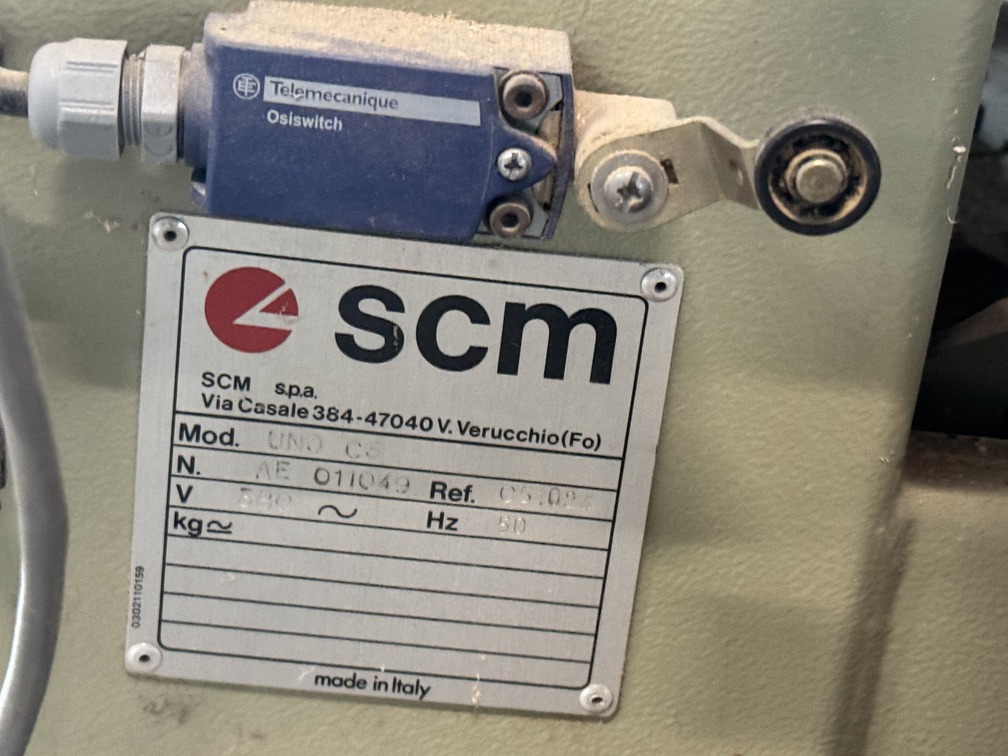 Telemecanique
Osiswitch
scm
SCM s.p.a.
Via Casale 384-47040 V. Verucchio (Fo)
Mod. UNO CS
N. AE 011049 Ref.
V 380 ~ Hz 50
kg≃
0302110159
made in Italy